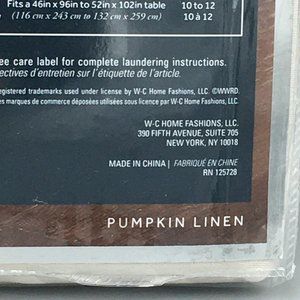 Fits a 46in x 96in to 52in x 102in table 10 to 12
(116 cm x 243 cm to 132 cm x 259 cm) 10 à 12
ee care label for complete laundering instructions.
ectives d'entretien sur l'étiquette de l'article.
egistered trademarks used under license by W-C Home Fashions, LLC. ©WWRD.
es marques de commerce déposées utilisées sous licence par W-C Home Fashions, LLC.
W-C HOME FASHIONS, LLC.
390 FIFTH AVENUE, SUITE 705
NEW YORK, NY 10018
MADE IN CHINA | FABRIQUÉ EN CHINE
RN 125728
PUMPKIN LINEN